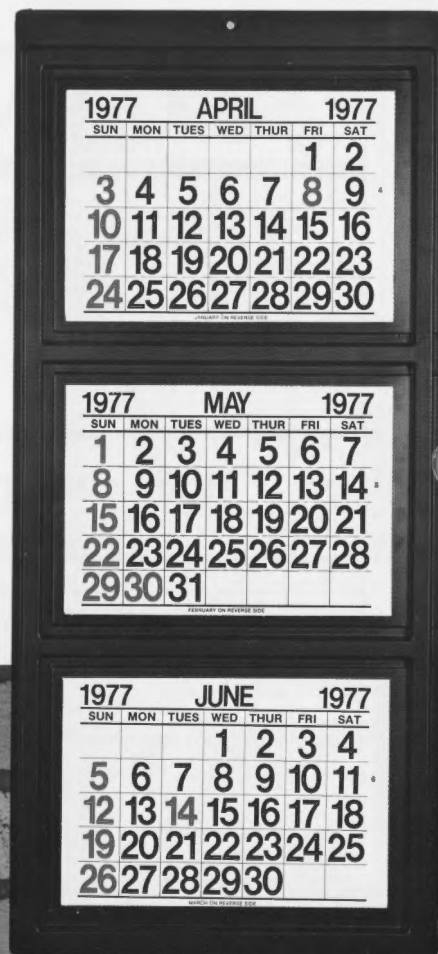 1977 APRIL 1977
SUN MON TUES WED THUR FRI SAT
1 2
3 4 5 6 7 8 9 4
10 11 12 13 14 15 16
17 18 19 20 21 22 23
24 25 26 27 28 29 30
JANUARY ON REVERSE SIDE
1977 MAY 1977
SUN MON TUES WED THUR FRI SAT
1 2 3 4 5 6 7
8 9 10 11 12 13 14 5
15 16 17 18 19 20 21
22 23 24 25 26 27 28
29 30 31
FEBRUARY ON REVERSE SIDE
1977 JUNE 1977
SUN MON TUES WED THUR FRI SAT
1 2 3 4
5 6 7 8 9 10 11 6
12 13 14 15 16 17 18
19 20 21 22 23 24 25
26 27 28 29 30
MARCH ON REVERSE SIDE